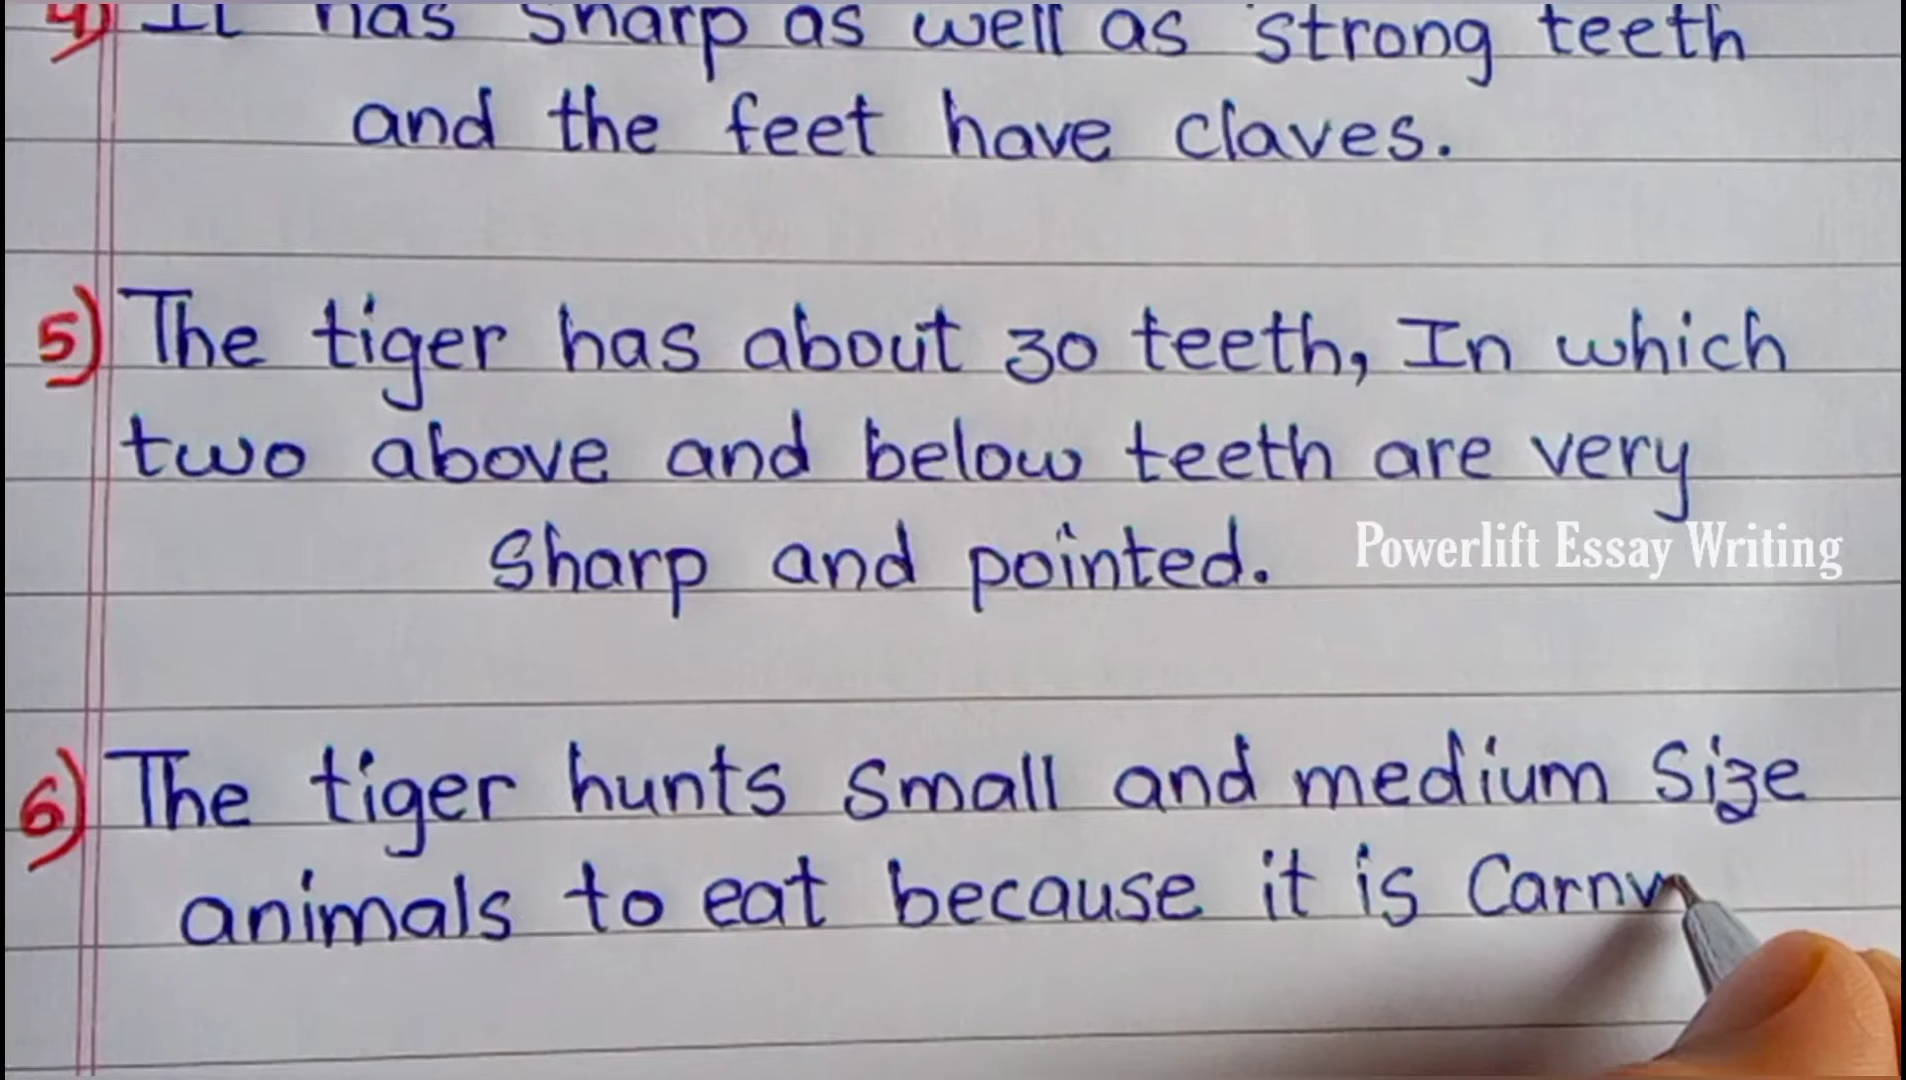 4) It has sharp as well as strong teeth
and the feet have claves.
5) The tiger has about 30 teeth, In which
two above and below teeth are very
sharp and pointed.
Powerlift Essay Writing
6) The tiger hunts small and medium size
animals to eat because it is Carnv